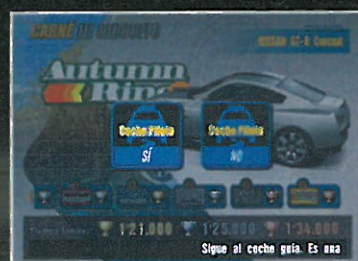 CARNÉ DE CIRCUITO
NISSAN GT-R Concept
Autumn
Ring
Coche Piloto Coche Piloto
SÍ NO
1'21.000 1'25.000 1'34.000
Sigue al coche guía. Es una